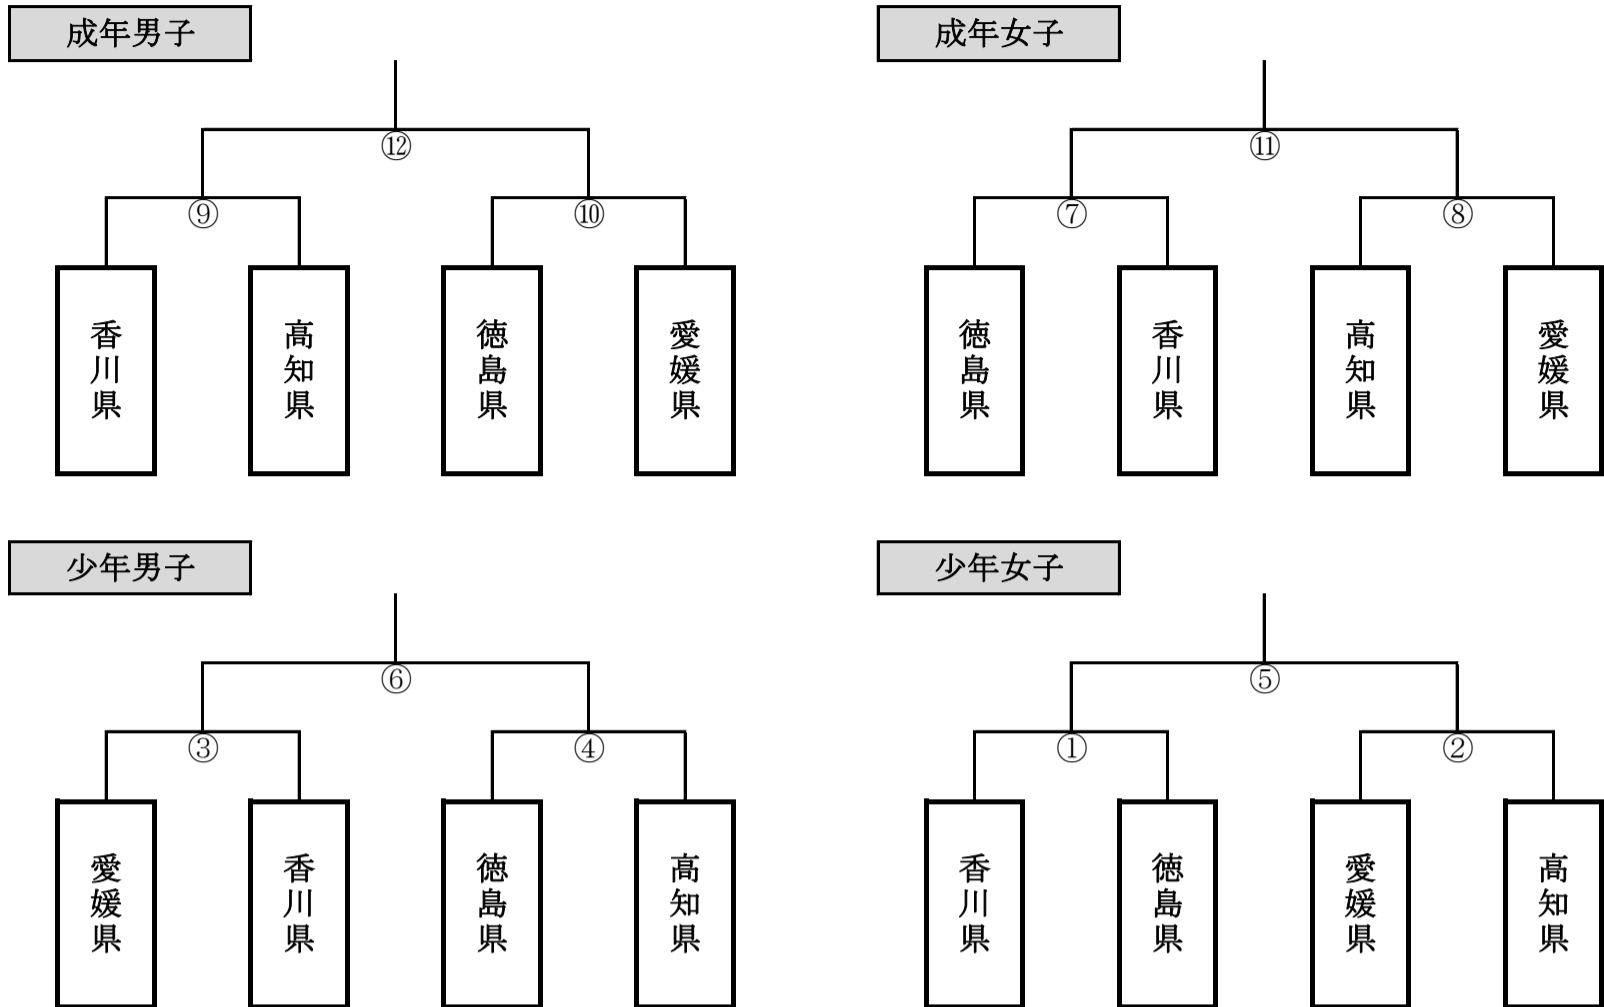 成年男子
⑫
⑨
⑩
香川県
高知県
徳島県
愛媛県
成年女子
⑪
⑦
⑧
徳島県
香川県
高知県
愛媛県
少年男子
⑥
③
④
愛媛県
香川県
徳島県
高知県
少年女子
⑤
①
②
香川県
徳島県
愛媛県
高知県